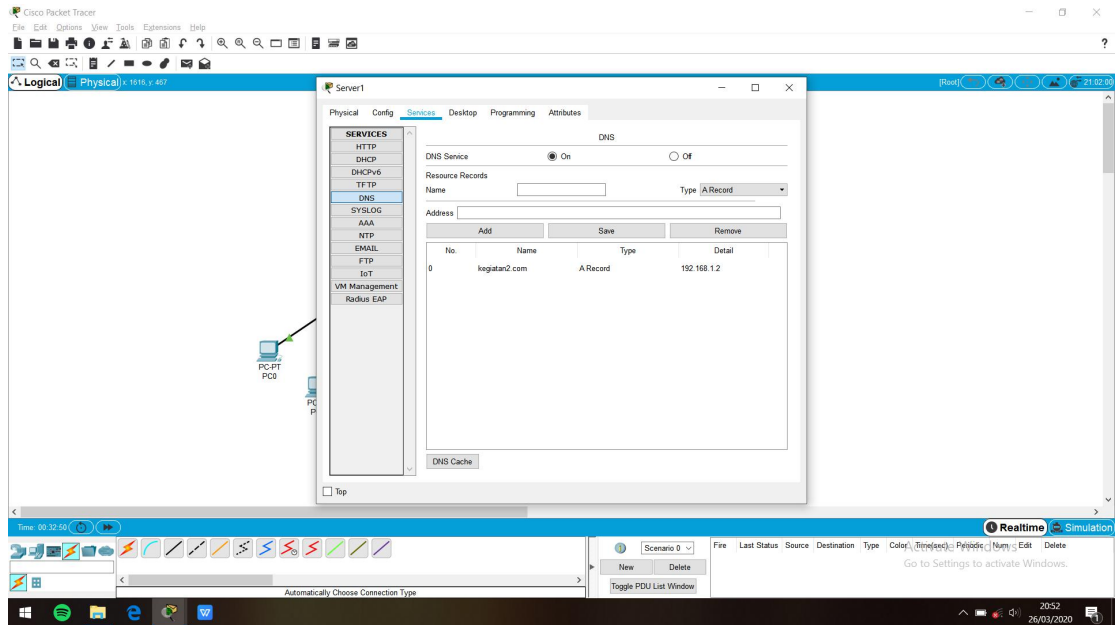 Cisco Packet Tracer
File Edit Options View Tools Extensions Help
?
Logical Physical x: 1616, y: 467 [Root] 21:02:00
Server1
Physical Config Services Desktop Programming Attributes
SERVICES
HTTP
DHCP
DHCPv6
TFTP
DNS
SYSLOG
AAA
NTP
EMAIL
FTP
IoT
VM Management
Radius EAP
DNS
DNS Service On Off
Resource Records
Name Type A Record
Address
Add Save Remove
No. Name Type Detail
0 kegiatan2.com A Record 192.168.1.2
DNS Cache
Top
PC-PT
PC0
PC
P
Time: 00:32:50 Realtime Simulation
Scenario 0
New Delete
Toggle PDU List Window
Fire Last Status Source Destination Type Color Time(sec) Periodic Num Edit Delete
Activate Windows
Go to Settings to activate Windows.
Automatically Choose Connection Type
20:52
26/03/2020